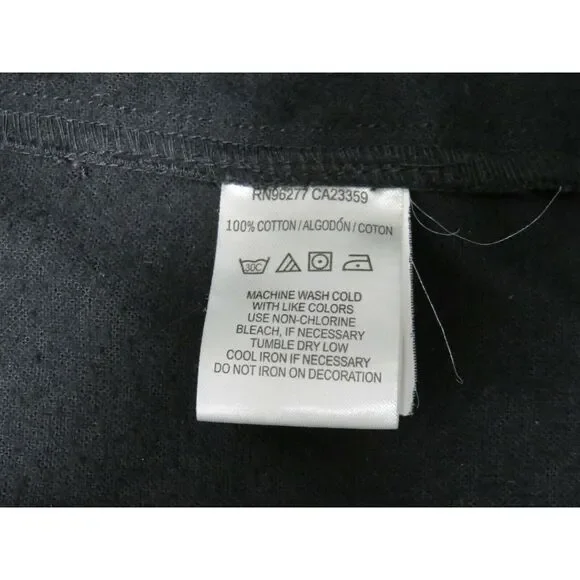 RN96277 CA23359
100% COTTON / ALGODÓN / COTON
30C
MACHINE WASH COLD
WITH LIKE COLORS
USE NON-CHLORINE
BLEACH, IF NECESSARY
TUMBLE DRY LOW
COOL IRON IF NECESSARY
DO NOT IRON ON DECORATION